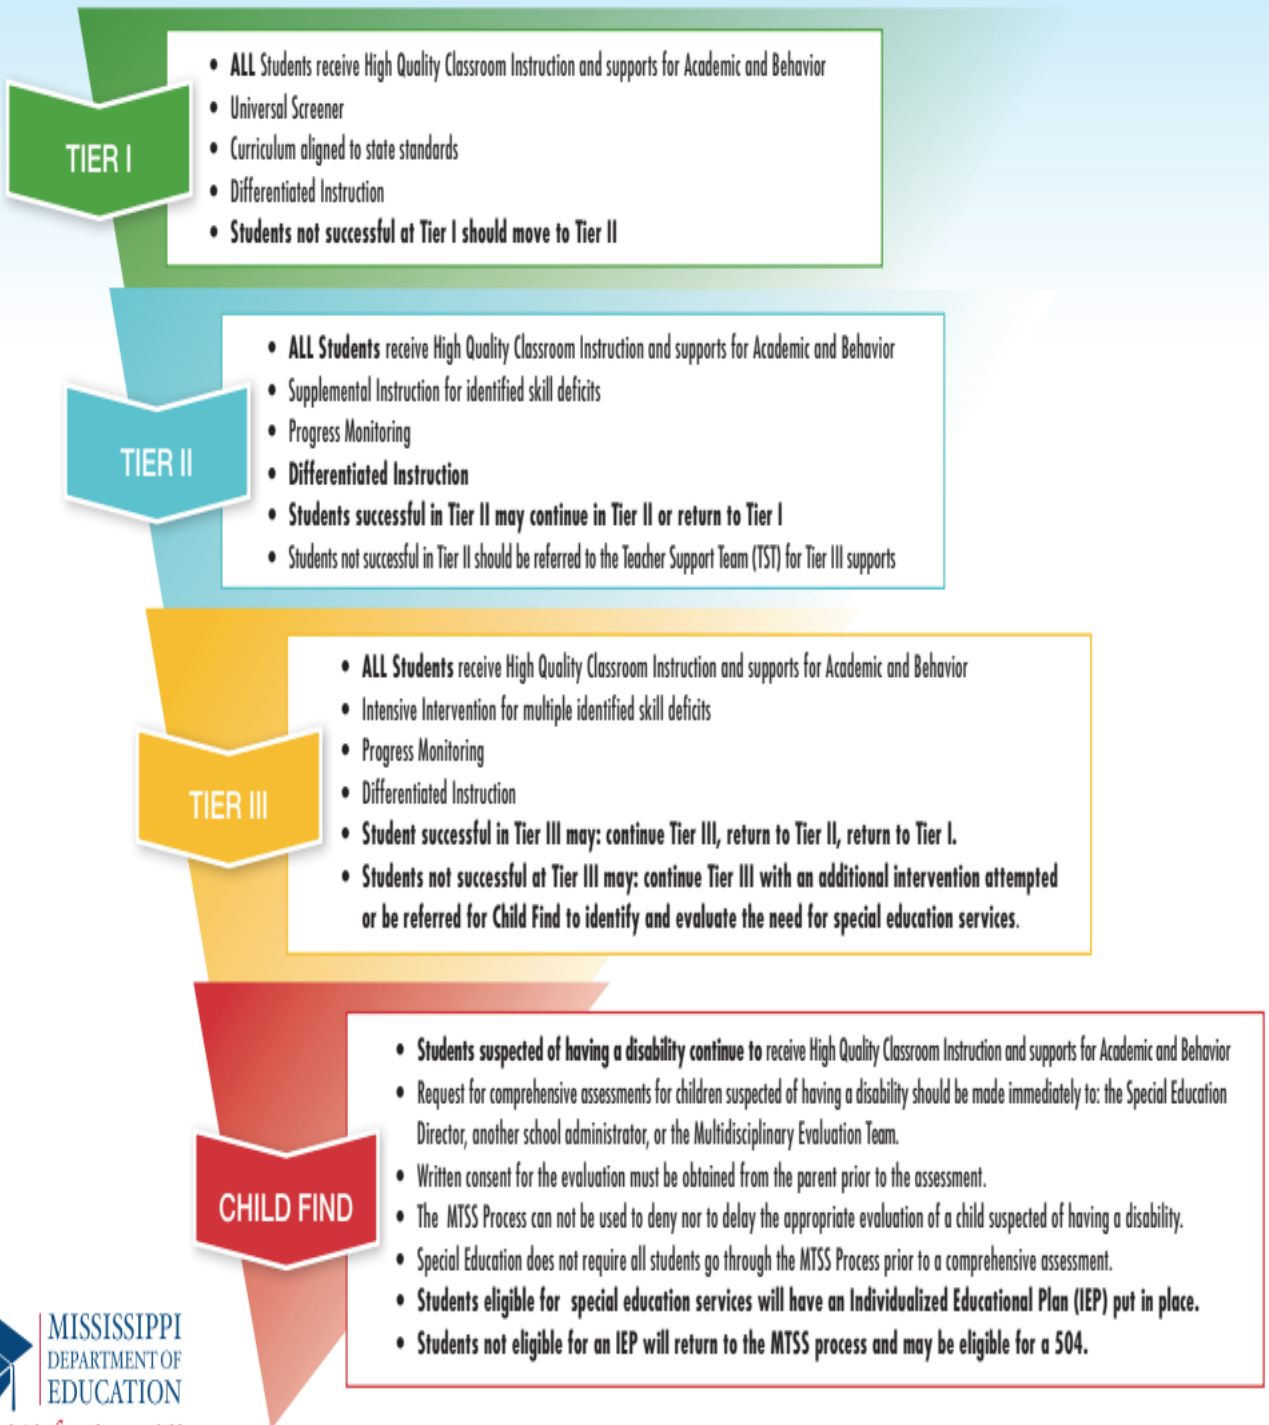 TIER I
• ALL Students receive High Quality Classroom Instruction and supports for Academic and Behavior
• Universal Screener
• Curriculum aligned to state standards
• Differentiated Instruction
• Students not successful at Tier I should move to Tier II
TIER II
• ALL Students receive High Quality Classroom Instruction and supports for Academic and Behavior
• Supplemental Instruction for identified skill deficits
• Progress Monitoring
• Differentiated Instruction
• Students successful in Tier II may continue in Tier II or return to Tier I
• Students not successful in Tier II should be referred to the Teacher Support Team (TST) for Tier III supports
TIER III
• ALL Students receive High Quality Classroom Instruction and supports for Academic and Behavior
• Intensive Intervention for multiple identified skill deficits
• Progress Monitoring
• Differentiated Instruction
• Student successful in Tier III may: continue Tier III, return to Tier II, return to Tier I.
• Students not successful at Tier III may: continue Tier III with an additional intervention attempted
or be referred for Child Find to identify and evaluate the need for special education services.
CHILD FIND
• Students suspected of having a disability continue to receive High Quality Classroom Instruction and supports for Academic and Behavior
• Request for comprehensive assessments for children suspected of having a disability should be made immediately to: the Special Education
Director, another school administrator, or the Multidisciplinary Evaluation Team.
• Written consent for the evaluation must be obtained from the parent prior to the assessment.
• The MTSS Process can not be used to deny nor to delay the appropriate evaluation of a child suspected of having a disability.
• Special Education does not require all students go through the MTSS Process prior to a comprehensive assessment.
• Students eligible for special education services will have an Individualized Educational Plan (IEP) put in place.
• Students not eligible for an IEP will return to the MTSS process and may be eligible for a 504.
MISSISSIPPI
DEPARTMENT OF
EDUCATION